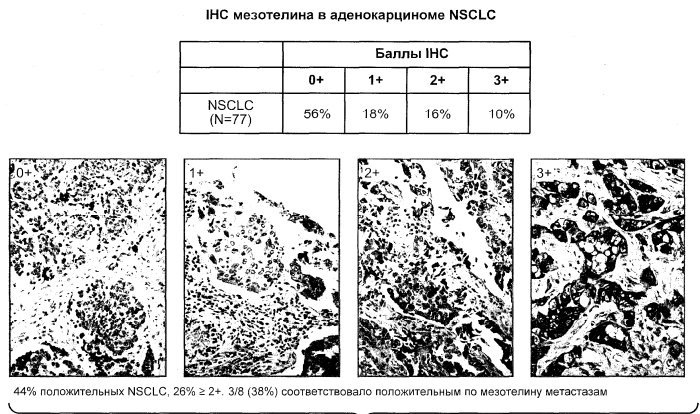 IHC мезотелина в аденокарциноме NSCLC
Баллы IHC
0+ 1+ 2+ 3+
NSCLC
(N=77)
56% 18% 16% 10%
0+ 1+ 2+ 3+
44% положительных NSCLC, 26% ≥ 2+. 3/8 (38%) соответствовало положительным по мезотелину метастазам